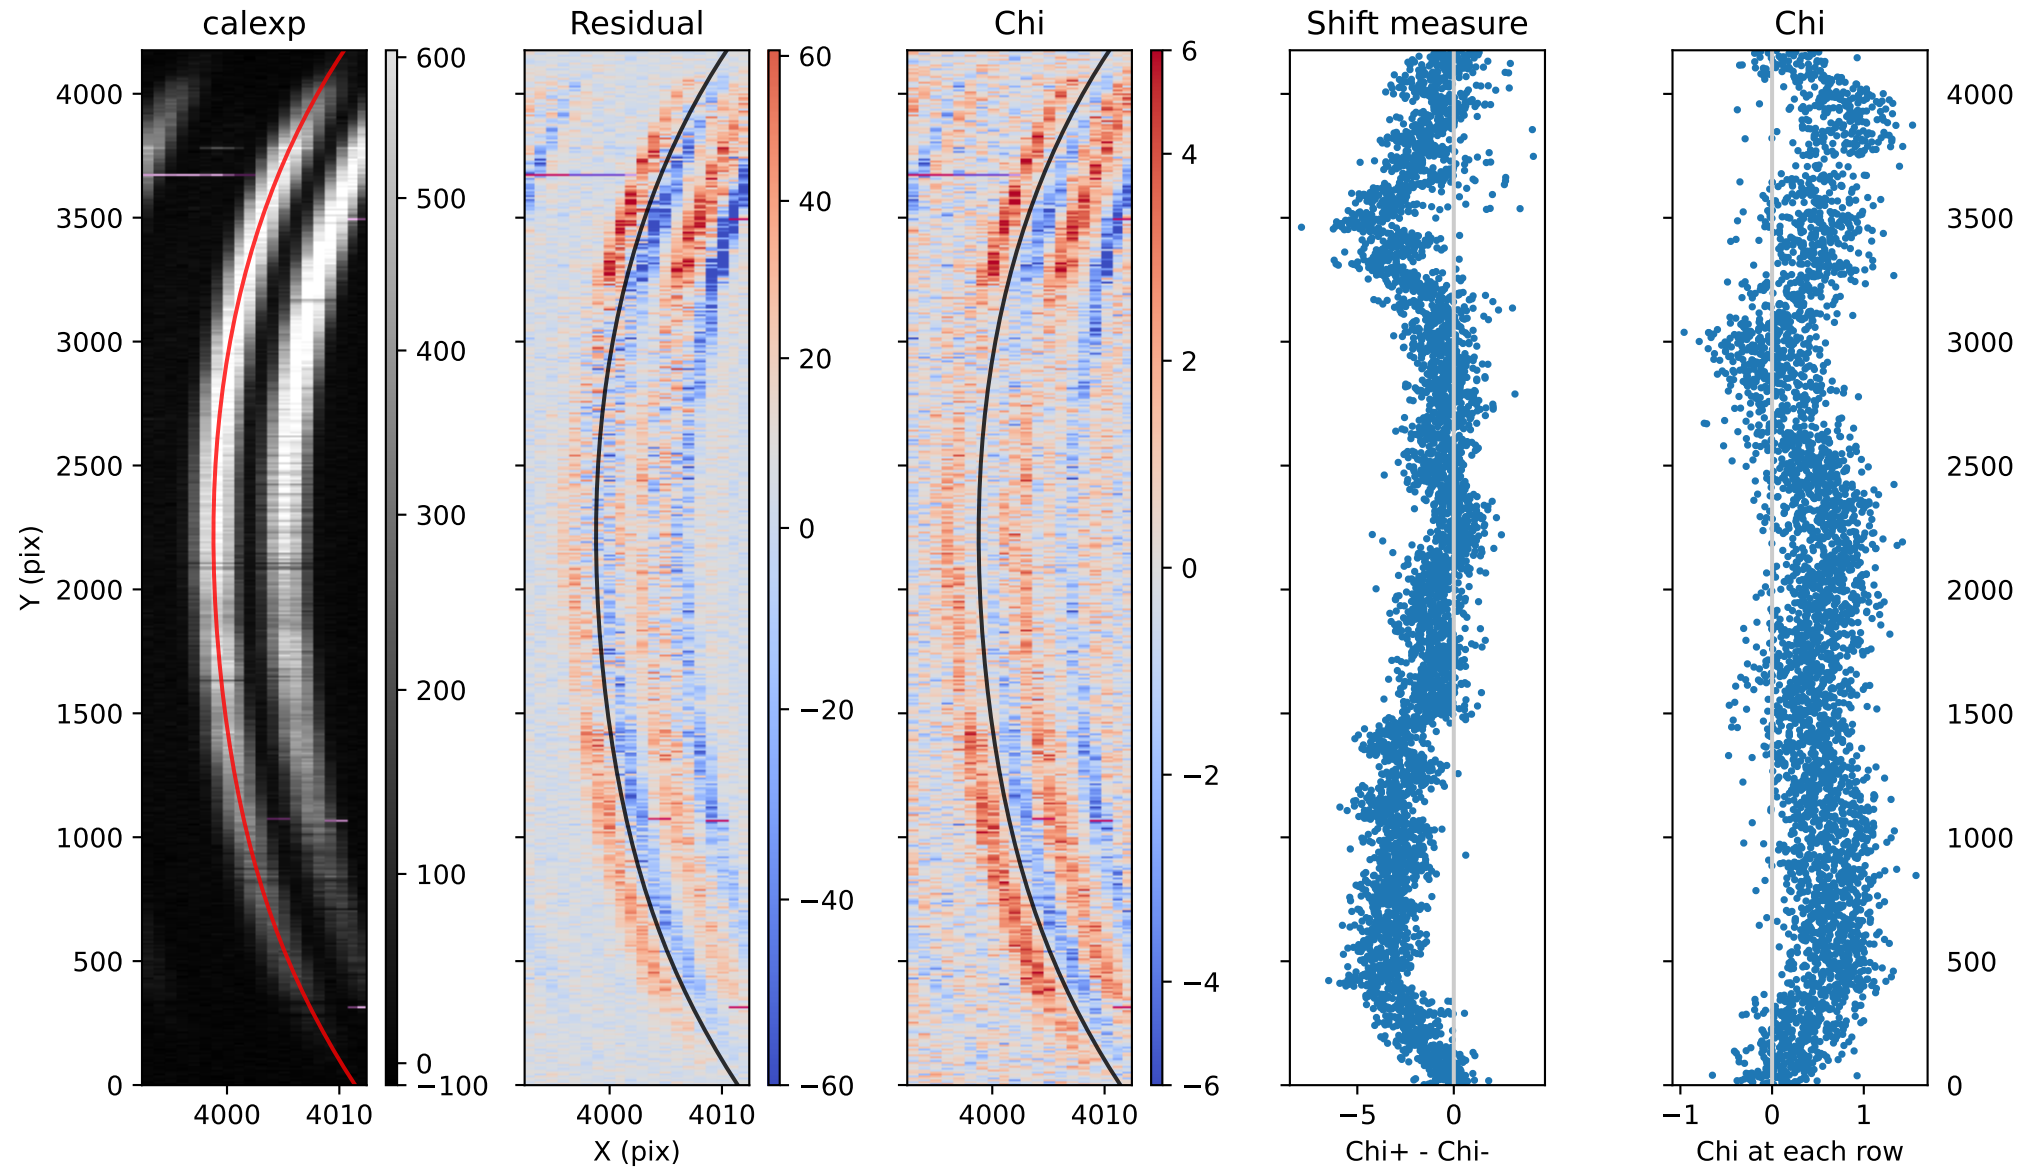 calexp Residual Chi Shift measure Chi
4000 600 60 6 4000
3500 500 40 4 3500
3000 400 20 2 3000
2500 300 0 0 2500
2000 200 −20 −2 2000
1500 100 −40 −4 1500
1000 0 −60 −6 1000
500 −100 500
0 0
Y (pix)
4000 4010 4000 4010 4000 4010 −5 0 −1 0 1
X (pix) Chi+ - Chi- Chi at each row